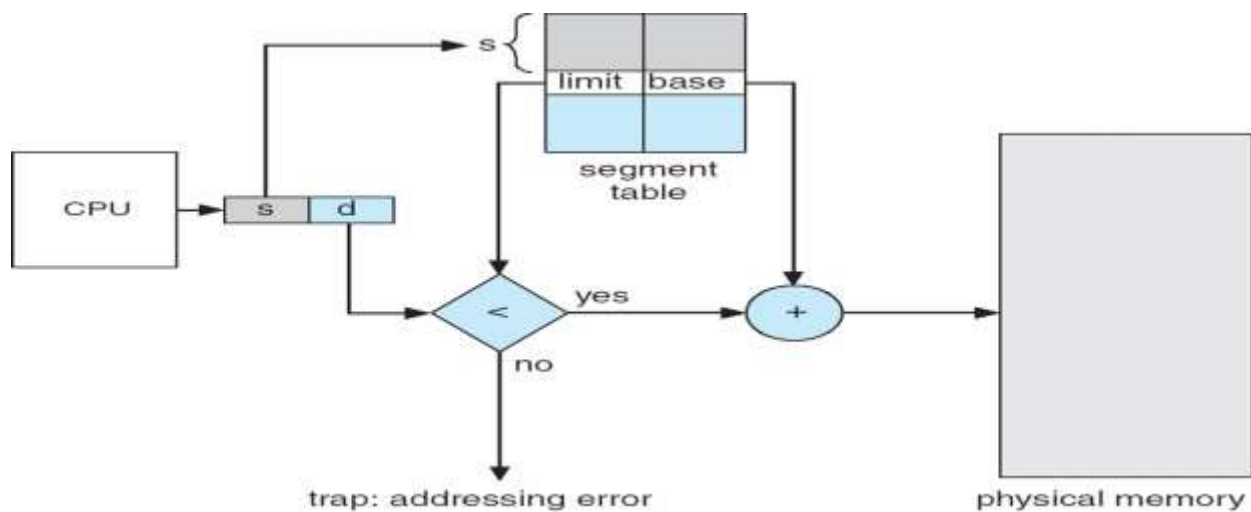 s
limit base
segment
table
CPU
s d
<
yes
+
no
trap: addressing error
physical memory